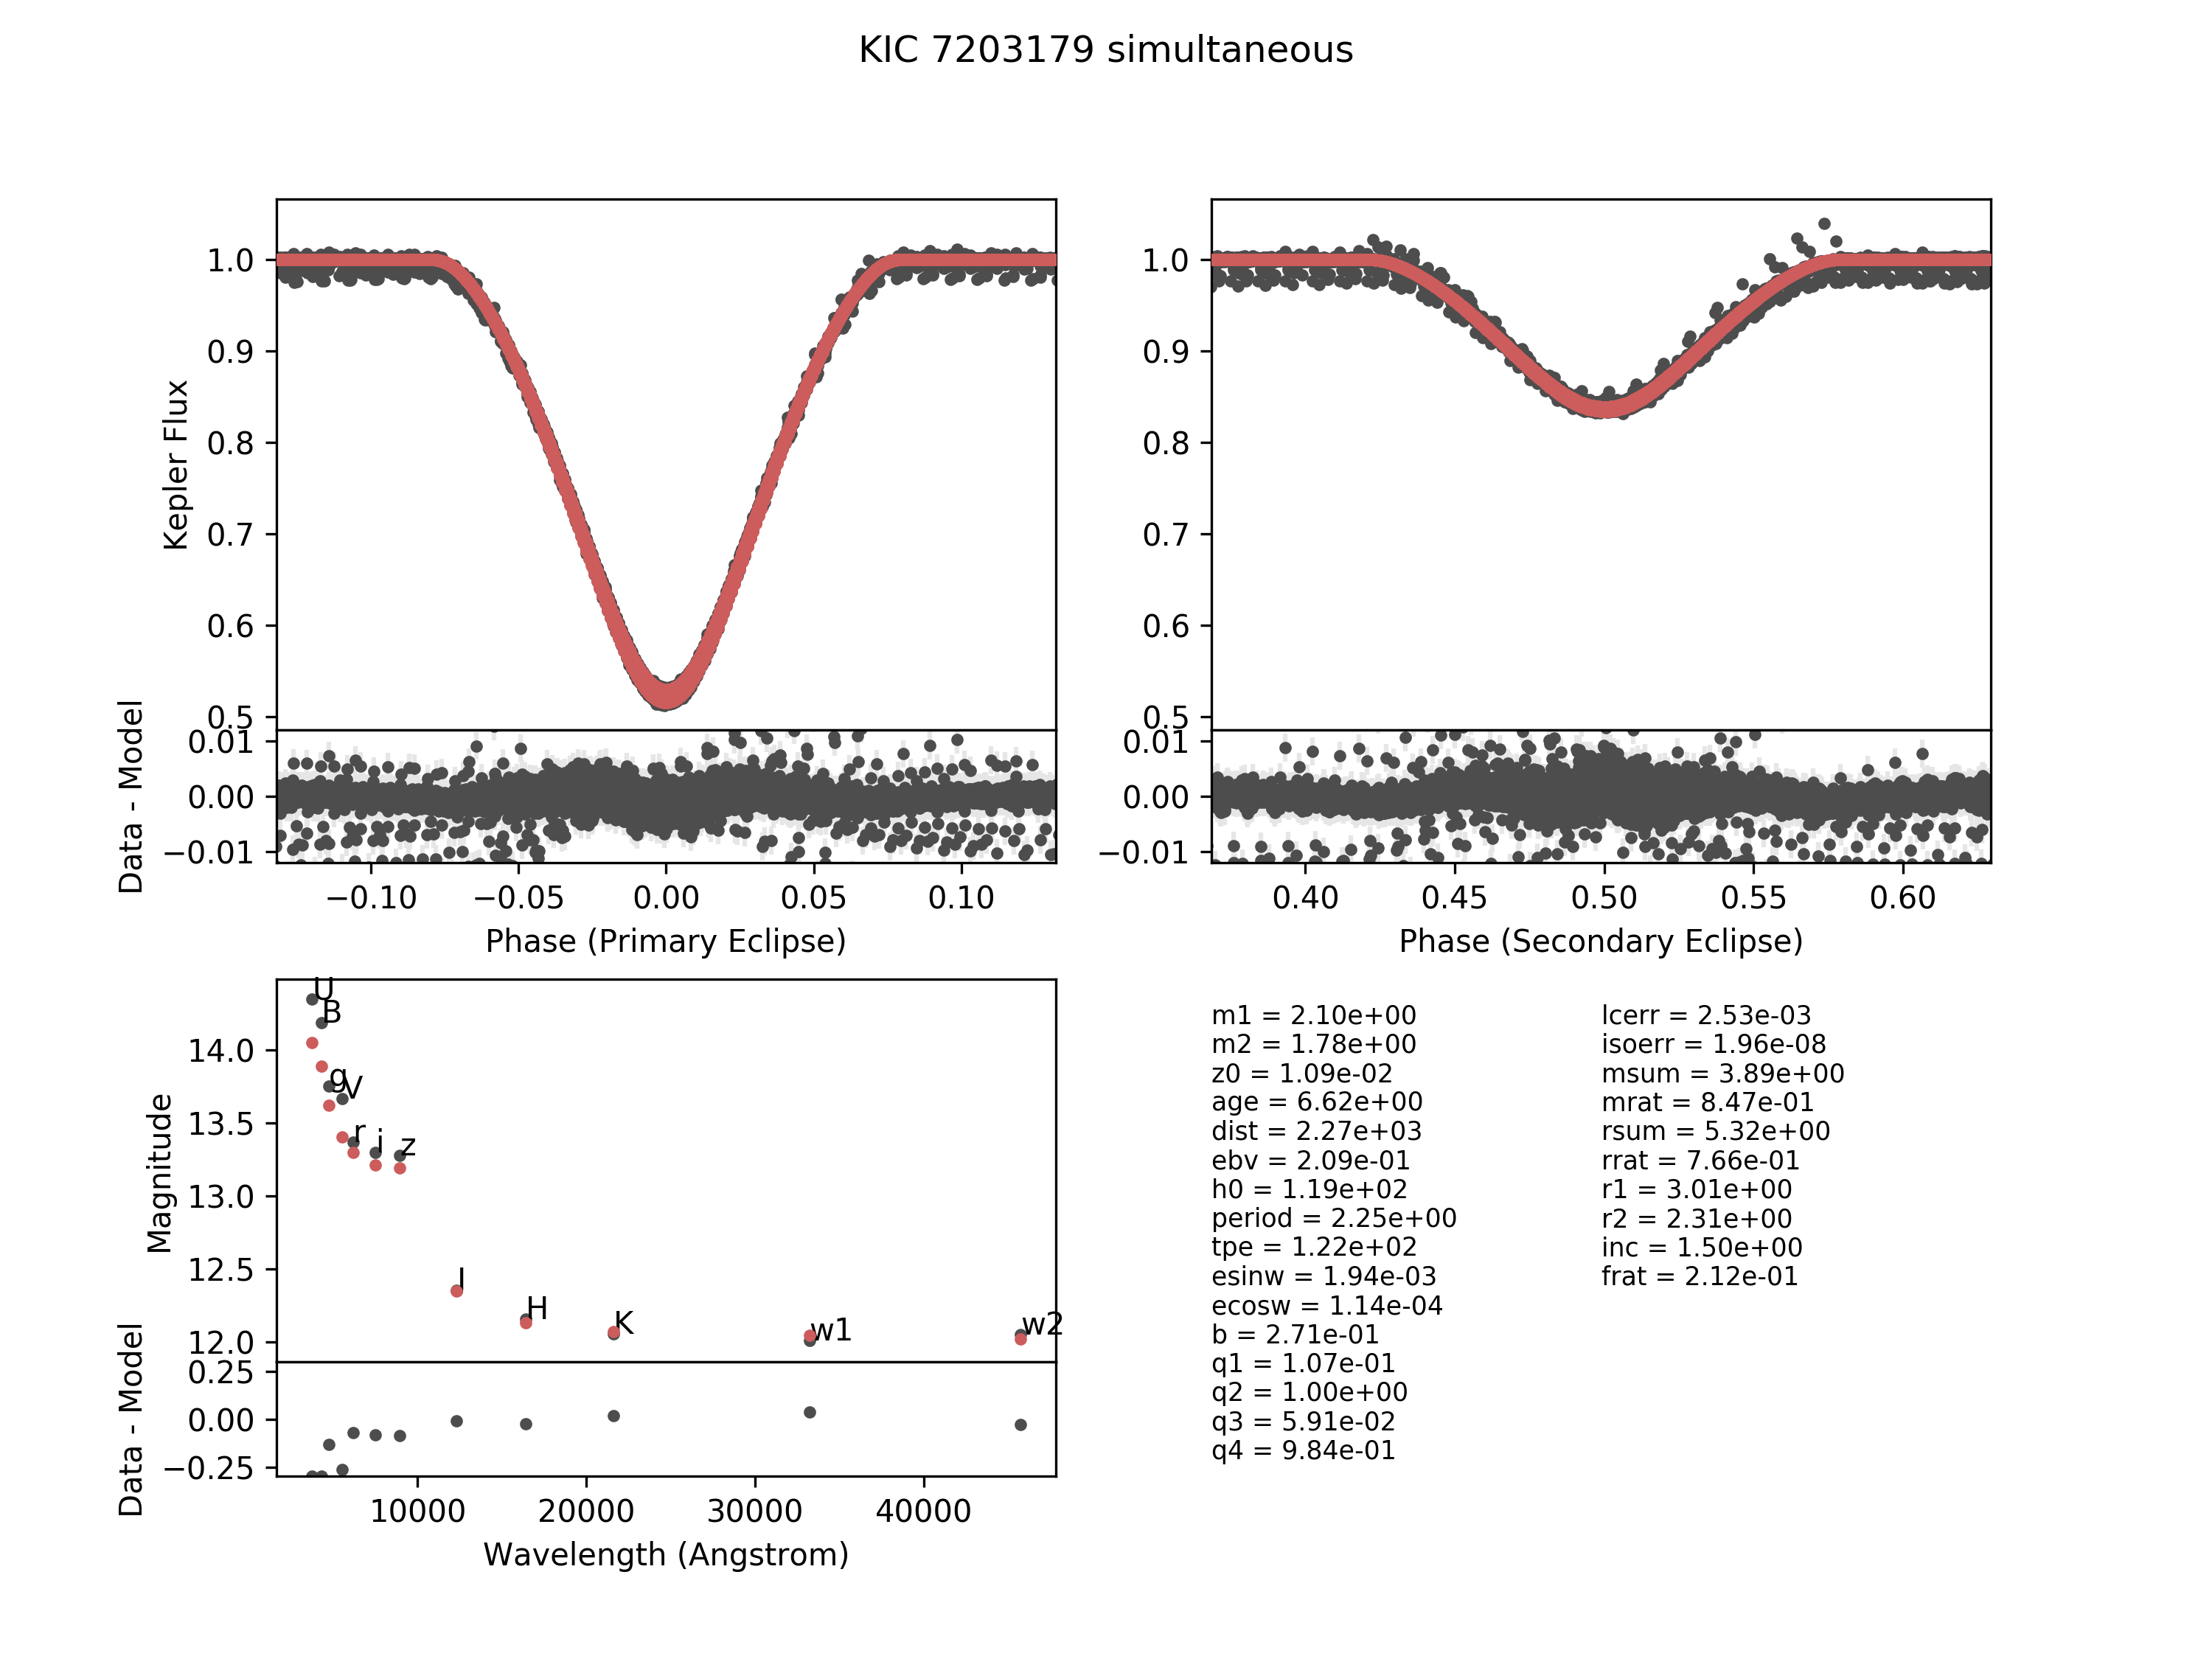 KIC 7203179 simultaneous
Kepler Flux
1.0
0.9
0.8
0.7
0.6
0.5
1.0
0.9
0.8
0.7
0.6
0.5
Data - Model
0.01
0.00
−0.01
0.01
0.00
−0.01
−0.10 −0.05 0.00 0.05 0.10
0.40 0.45 0.50 0.55 0.60
Phase (Primary Eclipse)
Phase (Secondary Eclipse)
Magnitude
14.0
13.5
13.0
12.5
12.0
U
B
g
V
r
i
z
J
H
K
w1
w2
Data - Model
0.25
0.00
−0.25
10000 20000 30000 40000
Wavelength (Angstrom)
m1 = 2.10e+00
m2 = 1.78e+00
z0 = 1.09e-02
age = 6.62e+00
dist = 2.27e+03
ebv = 2.09e-01
h0 = 1.19e+02
period = 2.25e+00
tpe = 1.22e+02
esinw = 1.94e-03
ecosw = 1.14e-04
b = 2.71e-01
q1 = 1.07e-01
q2 = 1.00e+00
q3 = 5.91e-02
q4 = 9.84e-01
lcerr = 2.53e-03
isoerr = 1.96e-08
msum = 3.89e+00
mrat = 8.47e-01
rsum = 5.32e+00
rrat = 7.66e-01
r1 = 3.01e+00
r2 = 2.31e+00
inc = 1.50e+00
frat = 2.12e-01